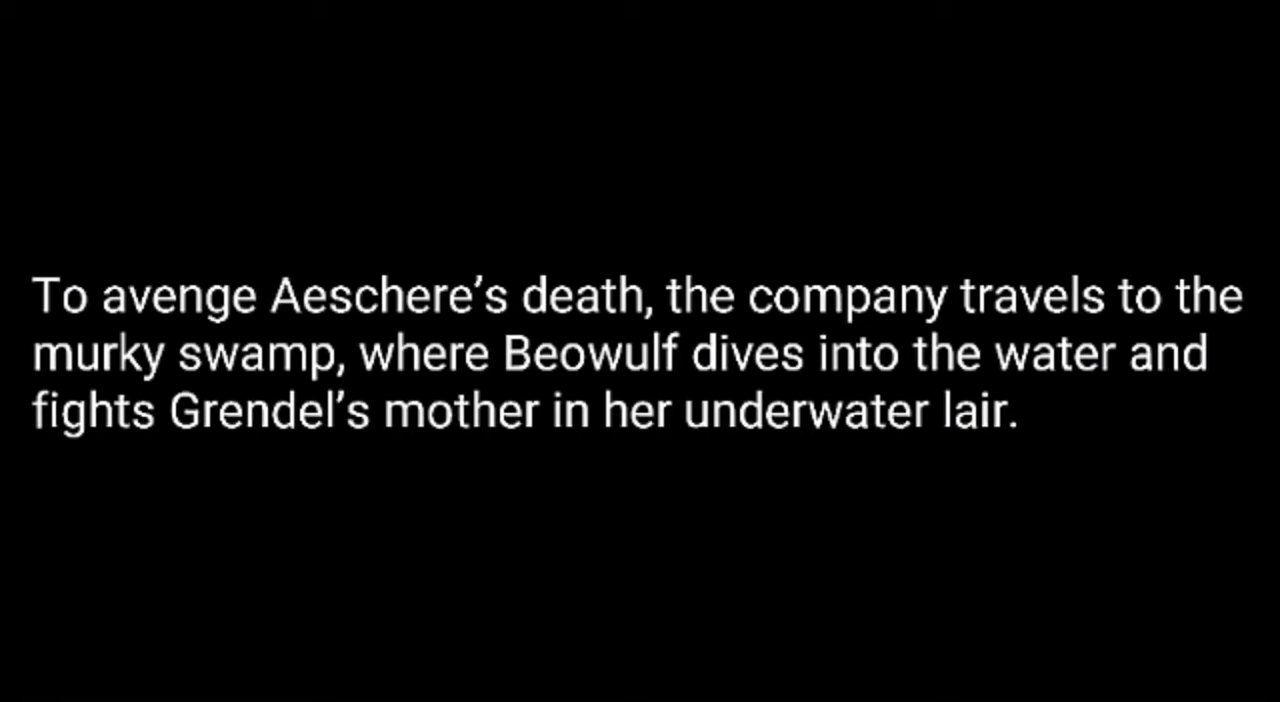 To avenge Aeschere’s death, the company travels to the
murky swamp, where Beowulf dives into the water and
fights Grendel’s mother in her underwater lair.